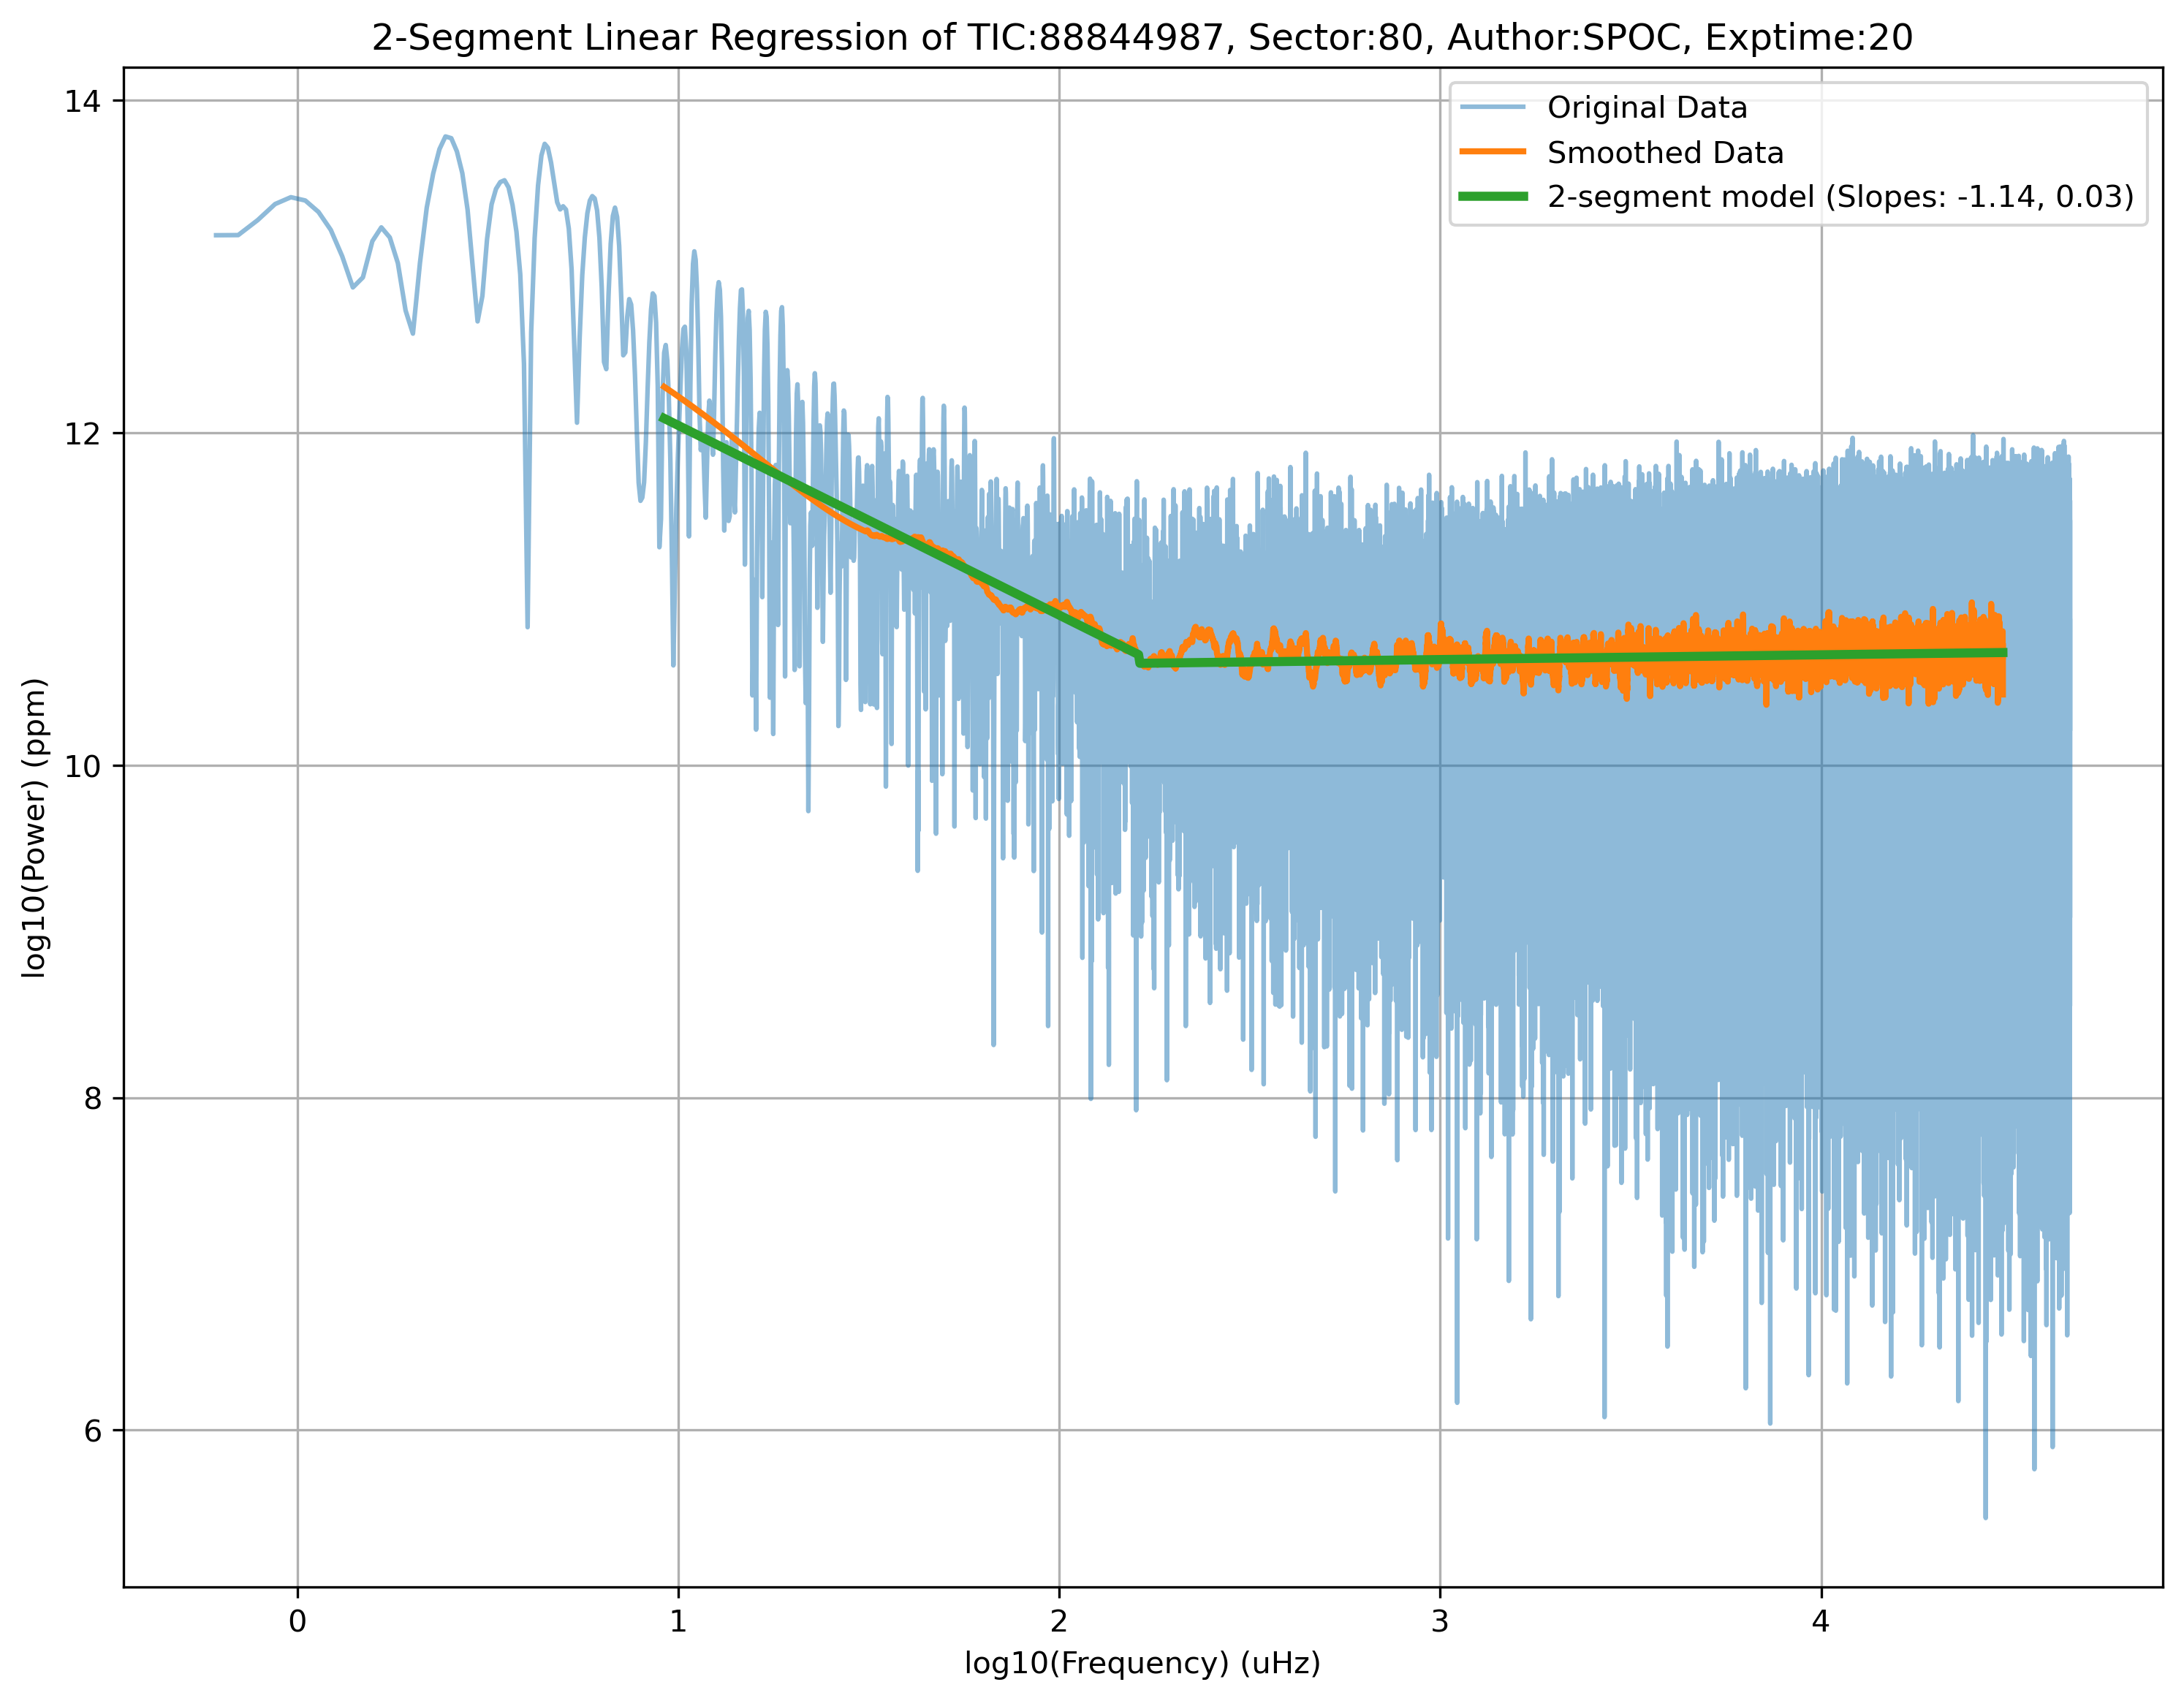 2-Segment Linear Regression of TIC:88844987, Sector:80, Author:SPOC, Exptime:20
Original Data
Smoothed Data
2-segment model (Slopes: -1.14, 0.03)
14
12
10
8
6
log10(Power) (ppm)
0 1 2 3 4
log10(Frequency) (uHz)